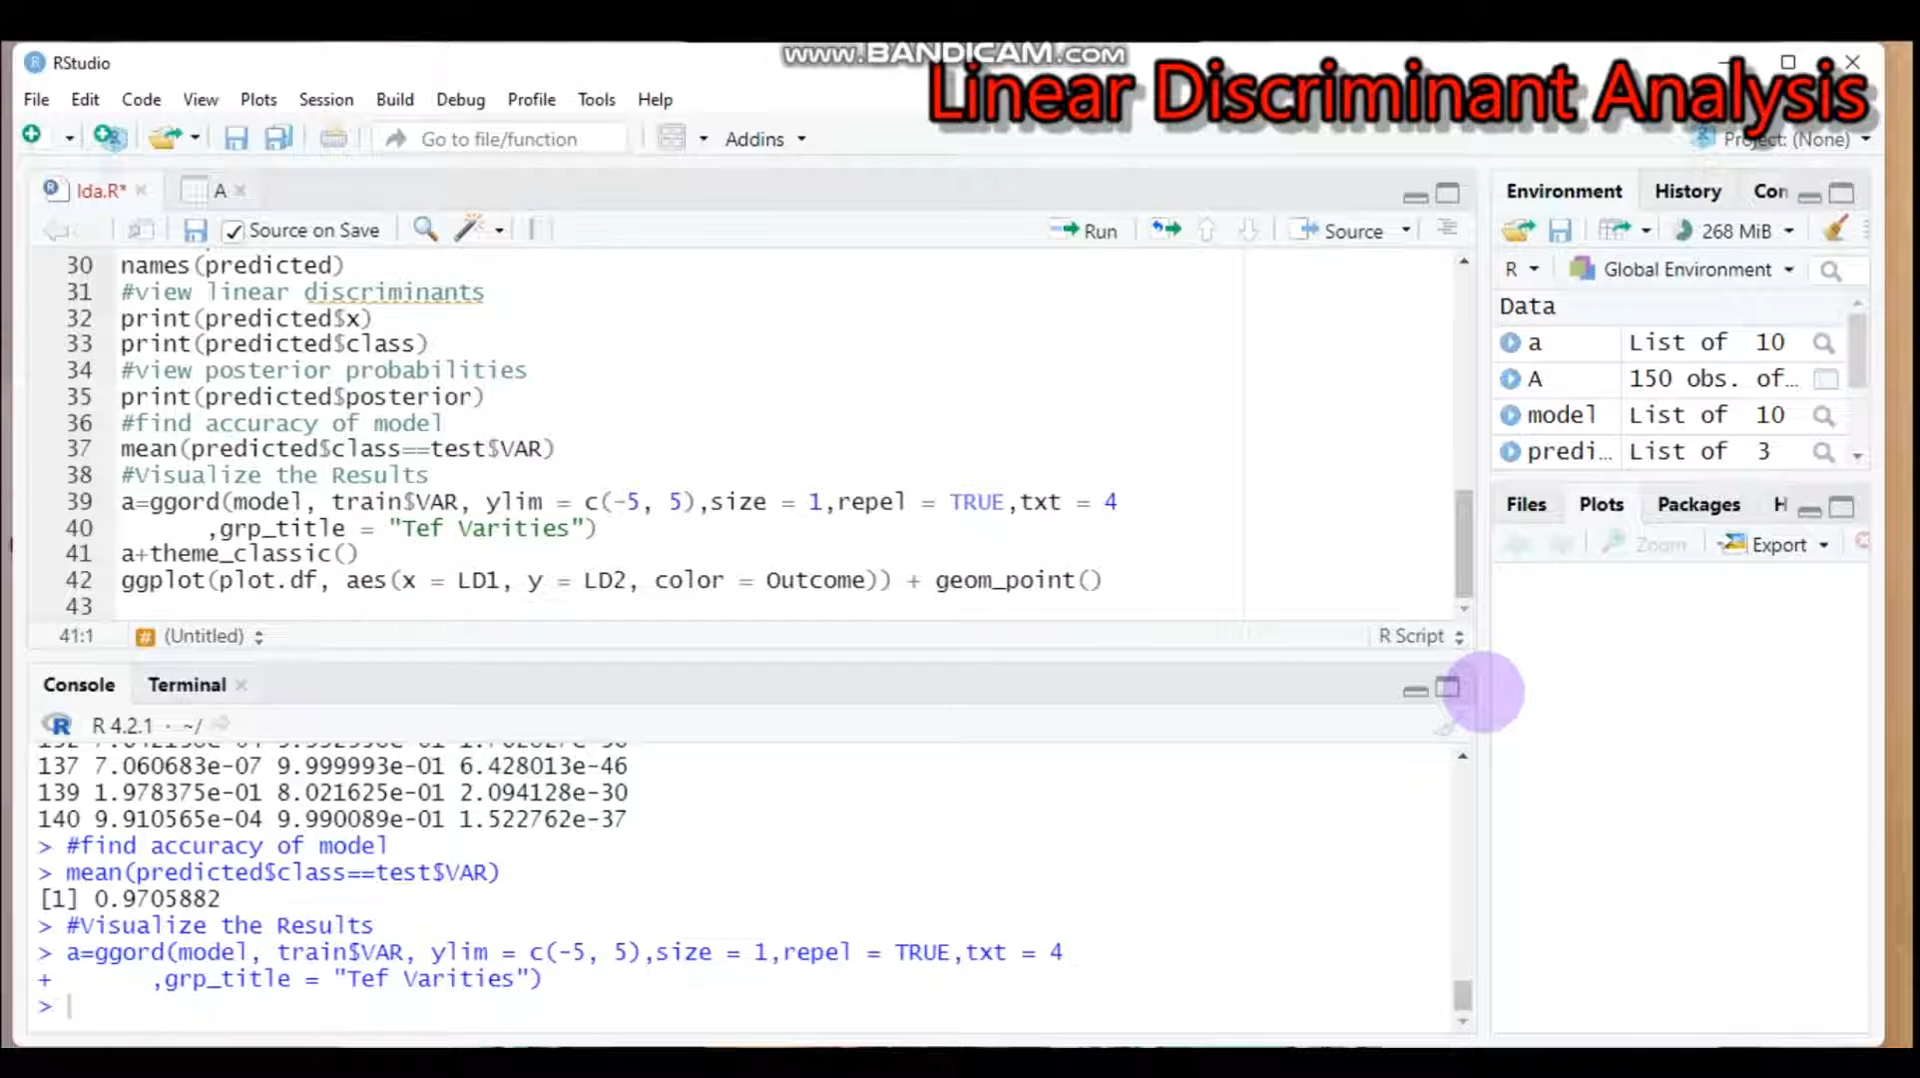 www.BANDICAM.com
RStudio
Linear Discriminant Analysis
File Edit Code View Plots Session Build Debug Profile Tools Help
Go to file/function Addins Project: (None)
lda.R* A
Source on Save Run Source
30 names(predicted)
31 #view linear discriminants
32 print(predicted$x)
33 print(predicted$class)
34 #view posterior probabilities
35 print(predicted$posterior)
36 #find accuracy of model
37 mean(predicted$class==test$VAR)
38 #Visualize the Results
39 a=ggord(model, train$VAR, ylim = c(-5, 5),size = 1,repel = TRUE,txt = 4
40 ,grp_title = "Tef Varities")
41 a+theme_classic()
42 ggplot(plot.df, aes(x = LD1, y = LD2, color = Outcome)) + geom_point()
43
41:1 # (Untitled) R Script
Console Terminal
R R 4.2.1 · ~/
137 7.060683e-07 9.999993e-01 6.428013e-46
139 1.978375e-01 8.021625e-01 2.094128e-30
140 9.910565e-04 9.990089e-01 1.522762e-37
> #find accuracy of model
> mean(predicted$class==test$VAR)
[1] 0.9705882
> #Visualize the Results
> a=ggord(model, train$VAR, ylim = c(-5, 5),size = 1,repel = TRUE,txt = 4
+ ,grp_title = "Tef Varities")
>
Environment History Con
268 MiB
R Global Environment
Data
a List of 10
A 150 obs. of…
model List of 10
predi… List of 3
Files Plots Packages H
Zoom Export